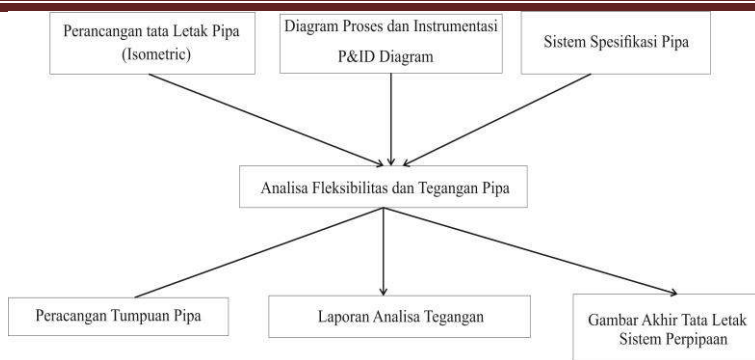 Perancangan tata Letak Pipa
(Isometric)
Diagram Proses dan Instrumentasi
P&ID Diagram
Sistem Spesifikasi Pipa
Analisa Fleksibilitas dan Tegangan Pipa
Peracangan Tumpuan Pipa
Laporan Analisa Tegangan
Gambar Akhir Tata Letak
Sistem Perpipaan